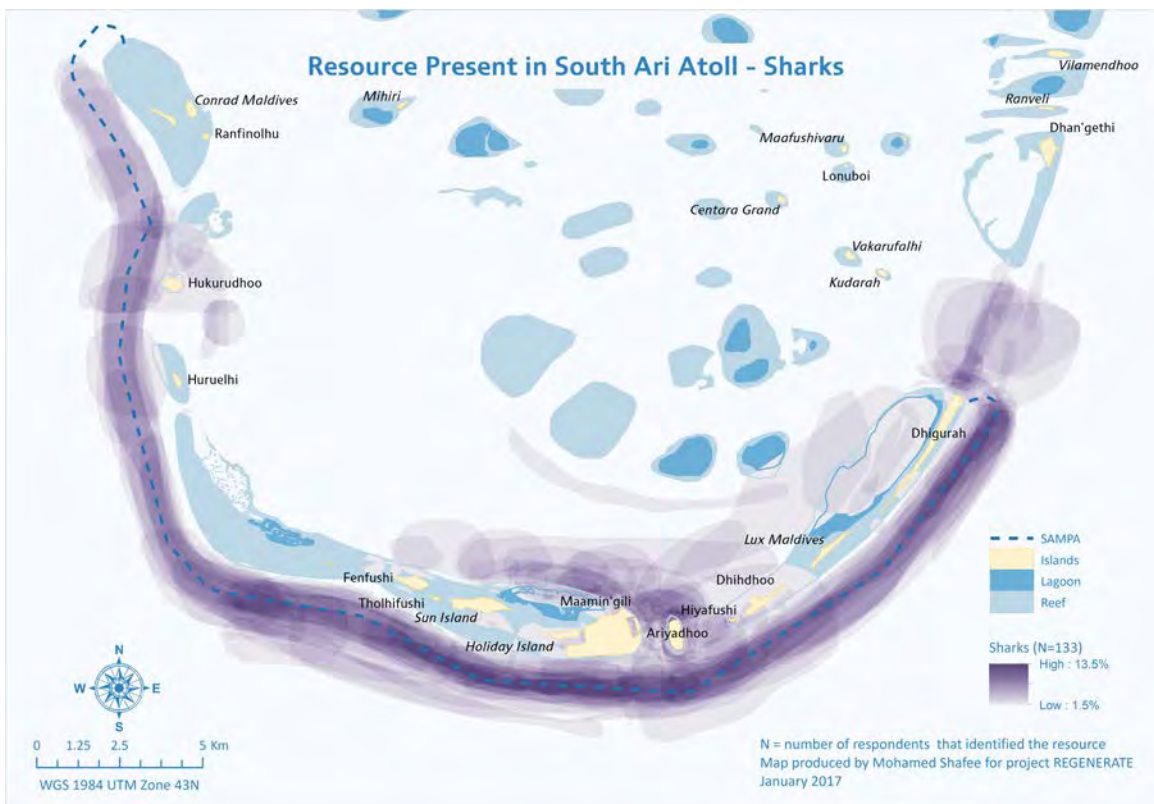 Resource Present in South Ari Atoll - Sharks
Vilamendhoo
Conrad Maldives
Mihiri
Ranveli
Ranfinolhu
Dhan'gethi
Maafushivaru
Lonuboi
Centara Grand
Vakarufalhi
Hukurudhoo
Kudarah
Huruelhi
Dhigurah
Lux Maldives
Fenfushi
Dhihdhoo
Tholhifushi
Maamin'gili
Hiyafushi
Sun Island
Ariyadhoo
Holiday Island
SAMPA
Islands
Lagoon
Reef
Sharks (N=133)
High : 13.5%
Low : 1.5%
N
W E
S
0 1.25 2.5 5 Km
WGS 1984 UTM Zone 43N
N = number of respondents that identified the resource
Map produced by Mohamed Shafee for project REGENERATE
January 2017